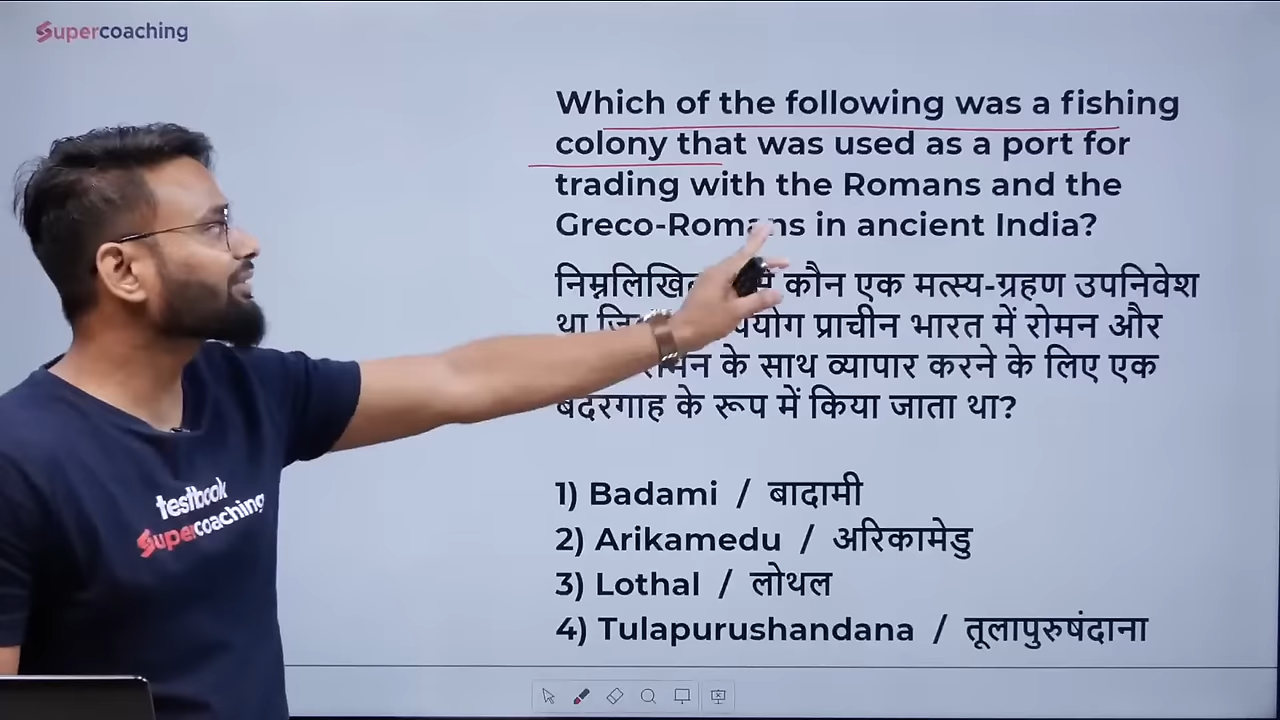 Supercoaching
Which of the following was a fishing
colony that was used as a port for
trading with the Romans and the
Greco-Romans in ancient India?
कौन एक मत्स्य-ग्रहण उपनिवेश
था प्राचीन भारत में रोमन और
के साथ व्यापार करने के लिए एक
बंदरगाह के रूप में किया जाता था?
1) Badami / बादामी
2) Arikamedu / अरिकामेडु
3) Lothal / लोथल
4) Tulapurushandana / तूलापुरुषंदाना
testbook
Supercoaching